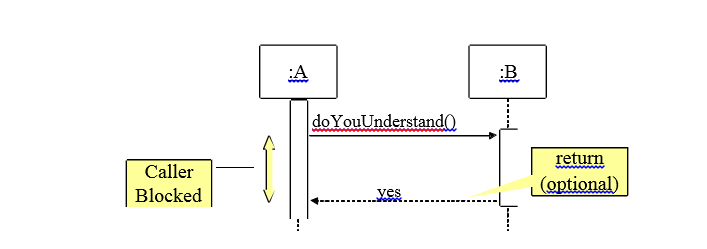 :A
:B
doYouUnderstand()
Caller
Blocked
return
(optional)
yes